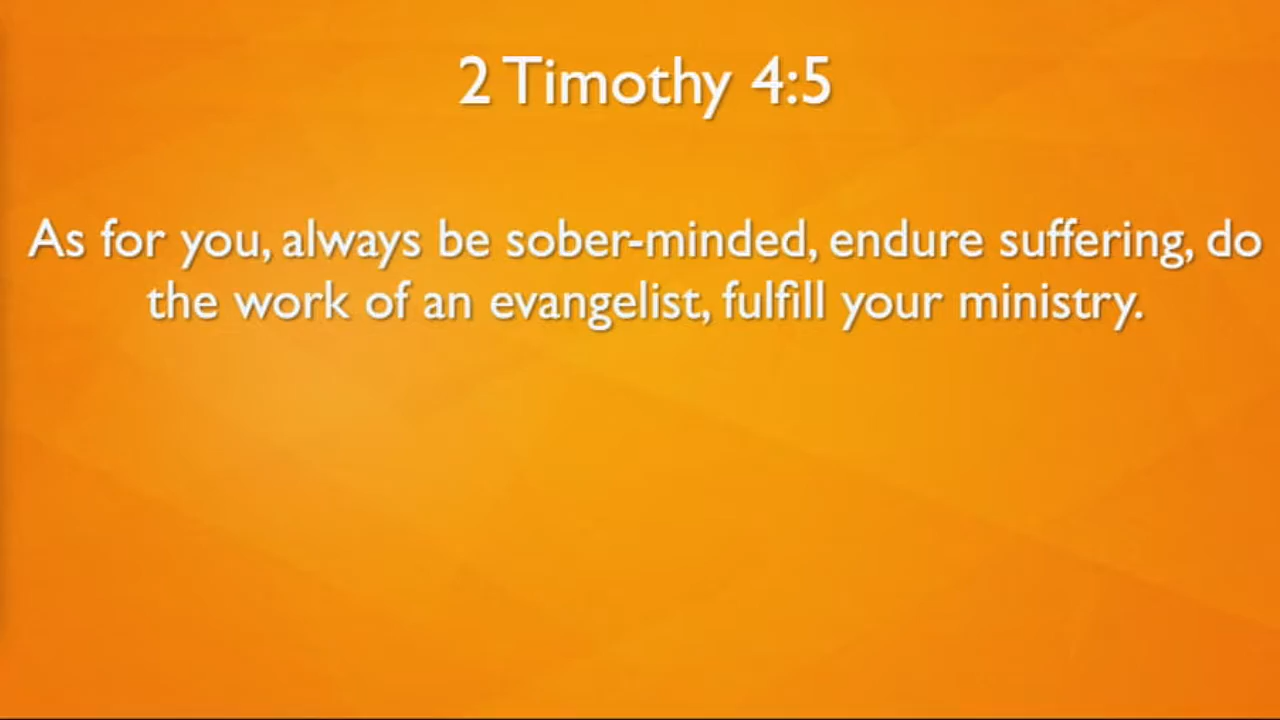 2 Timothy 4:5
As for you, always be sober-minded, endure suffering, do
the work of an evangelist, fulfill your ministry.